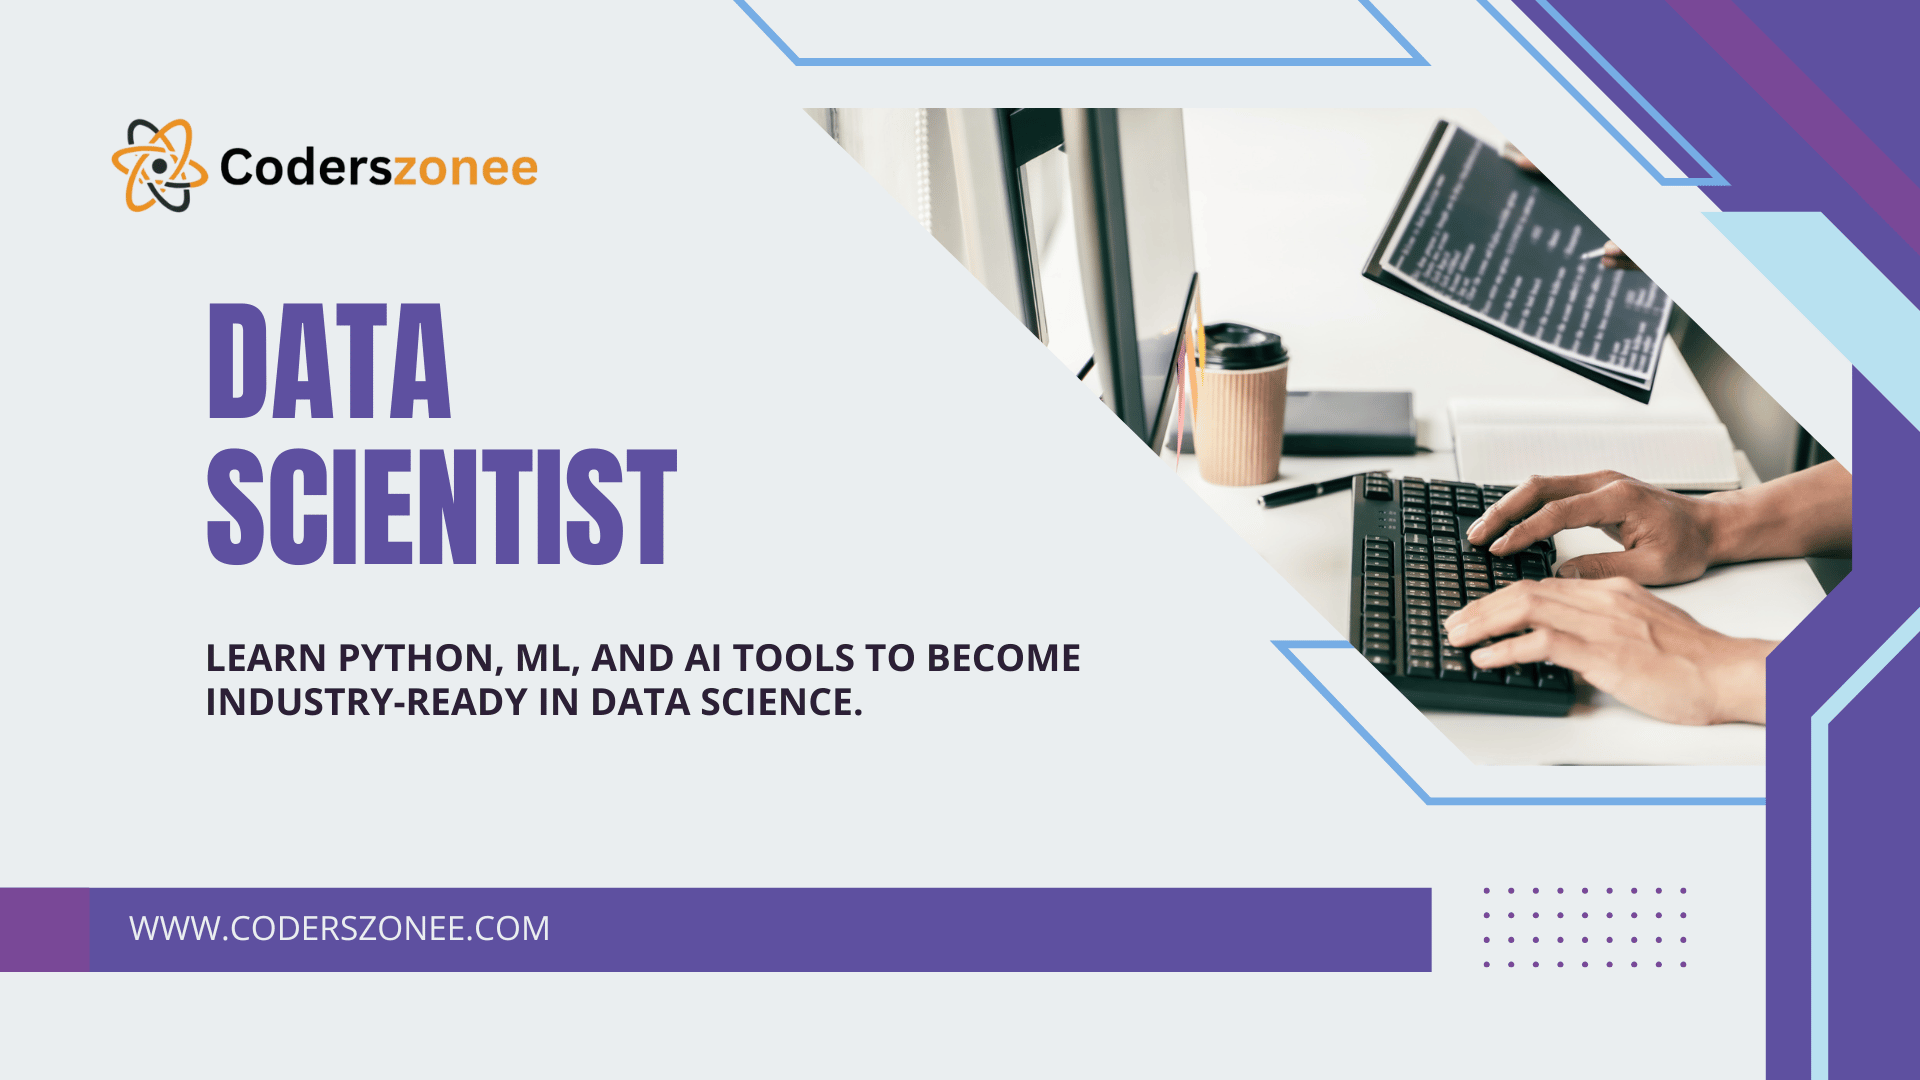 Coderszonee
DATA
SCIENTIST
LEARN PYTHON, ML, AND AI TOOLS TO BECOME
INDUSTRY-READY IN DATA SCIENCE.
WWW.CODERSZONEE.COM